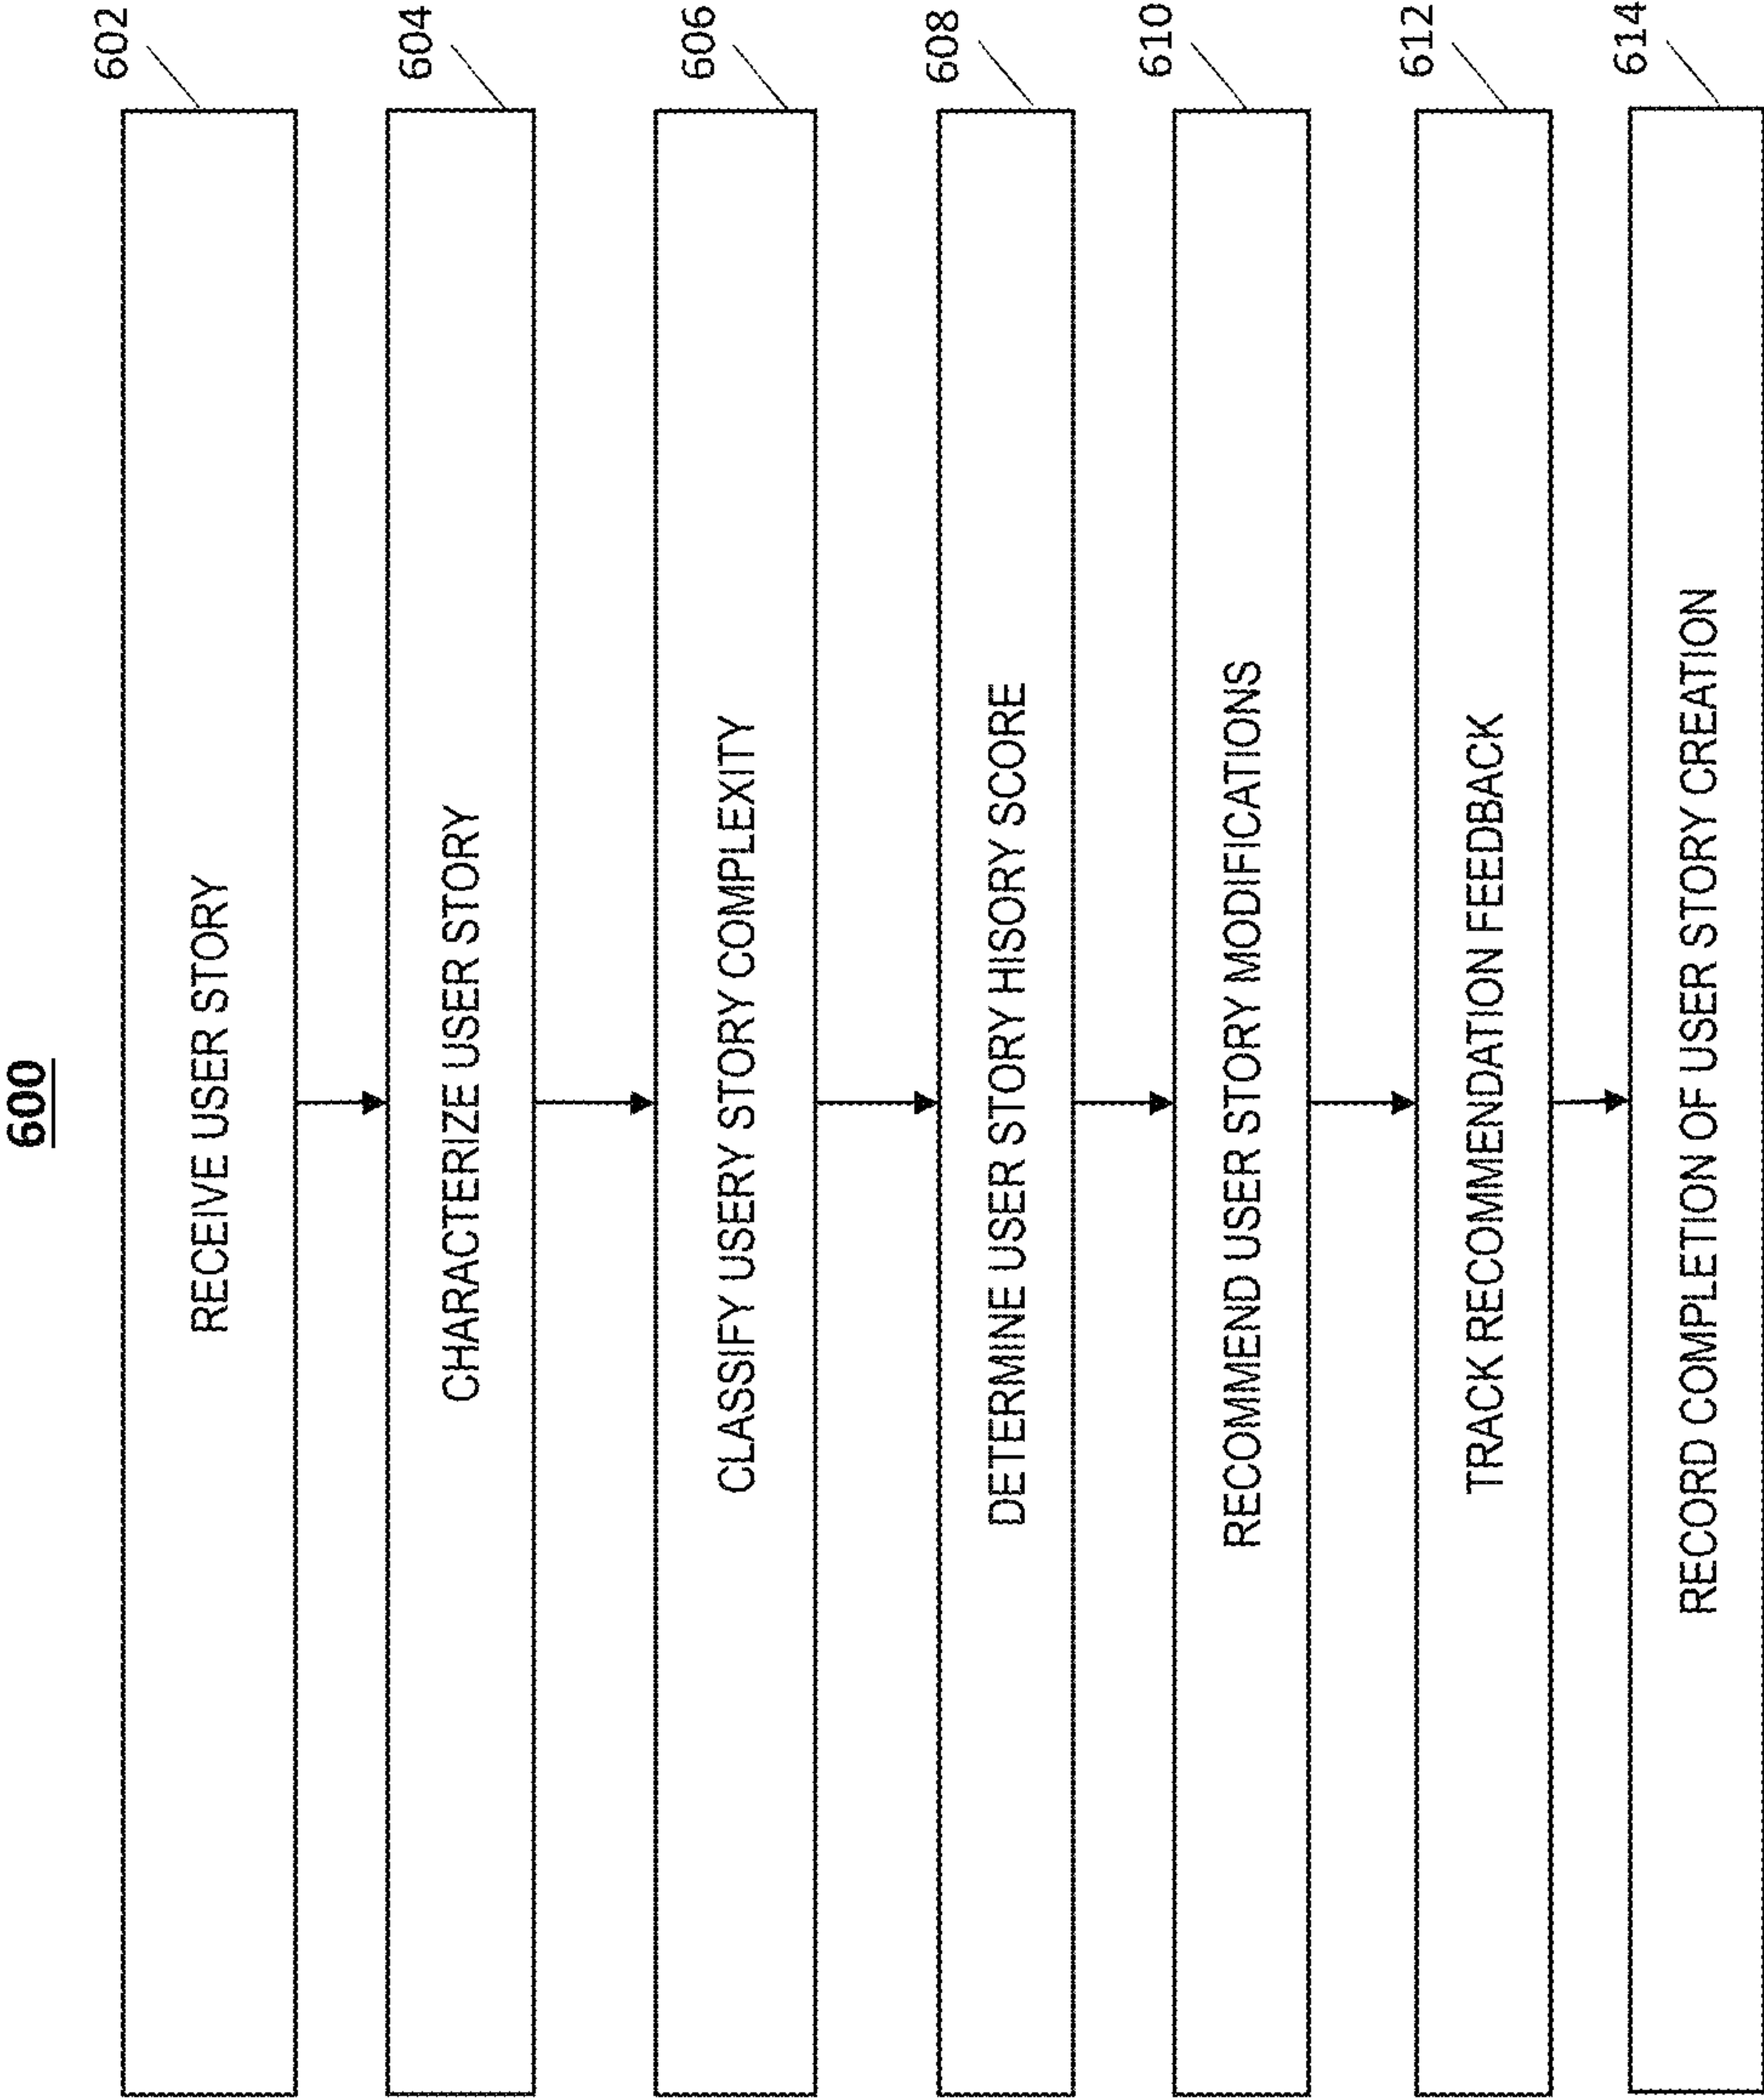 600
RECEIVE USER STORY
602
CHARACTERIZE USER STORY
604
CLASSIFY USERY STORY COMPLEXITY
606
DETERMINE USER STORY HISORY SCORE
608
RECOMMEND USER STORY MODIFICATIONS
610
TRACK RECOMMENDATION FEEDBACK
612
RECORD COMPLETION OF USER STORY CREATION
614